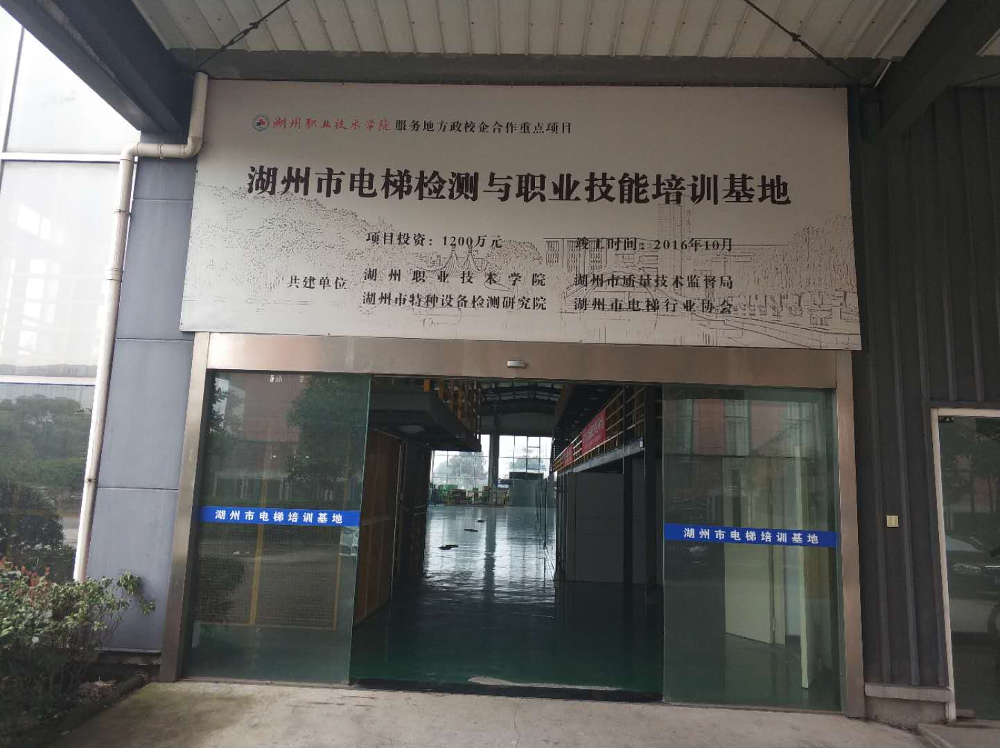 湖州职业技术学院服务地方政校企合作重点项目
湖州市电梯检测与职业技能培训基地
项目投资：1200万元 竣工时间：2016年10月
共建单位
湖州职业技术学院 湖州市质量技术监督局
湖州市特种设备检测研究院 湖州市电梯行业协会
湖州市电梯培训基地
湖州市电梯培训基地